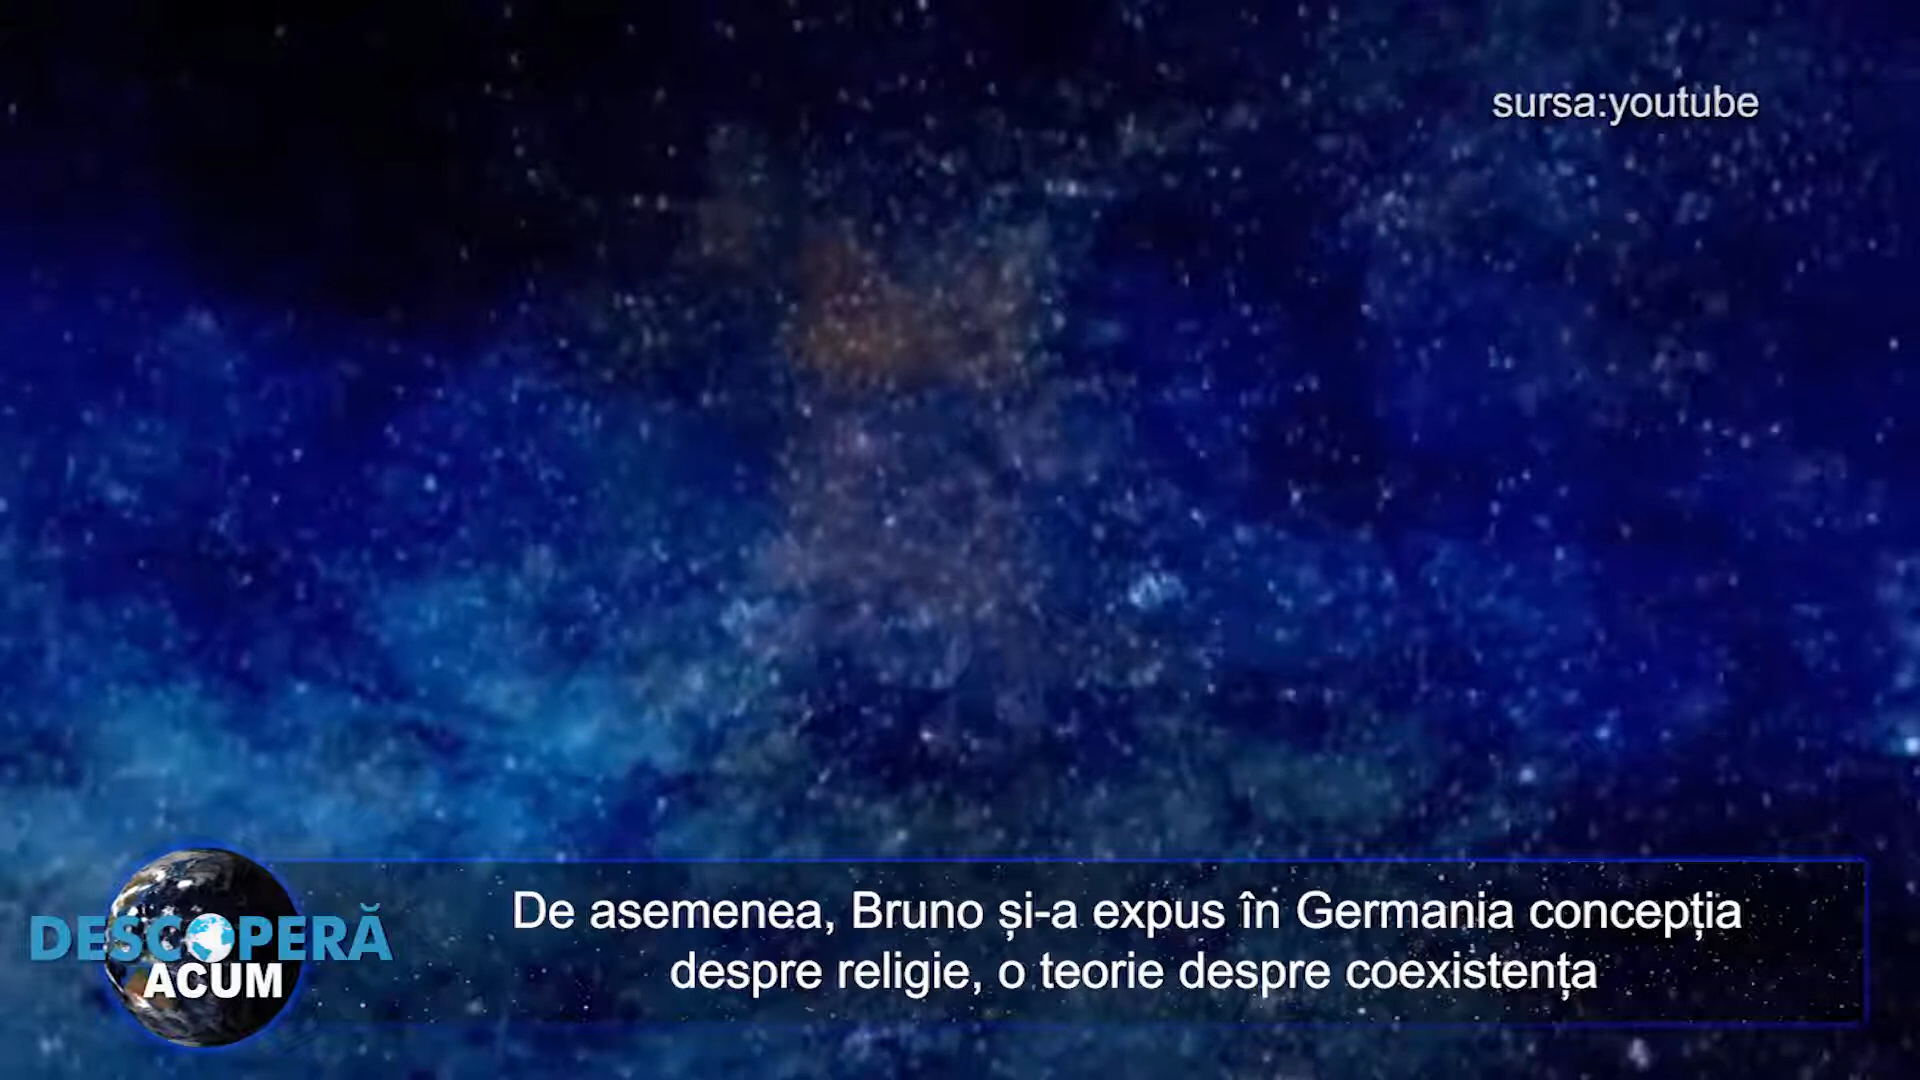 sursa:youtube
De asemenea, Bruno și-a expus în Germania concepția
despre religie, o teorie despre coexistența
DESCOPERĂ
ACUM